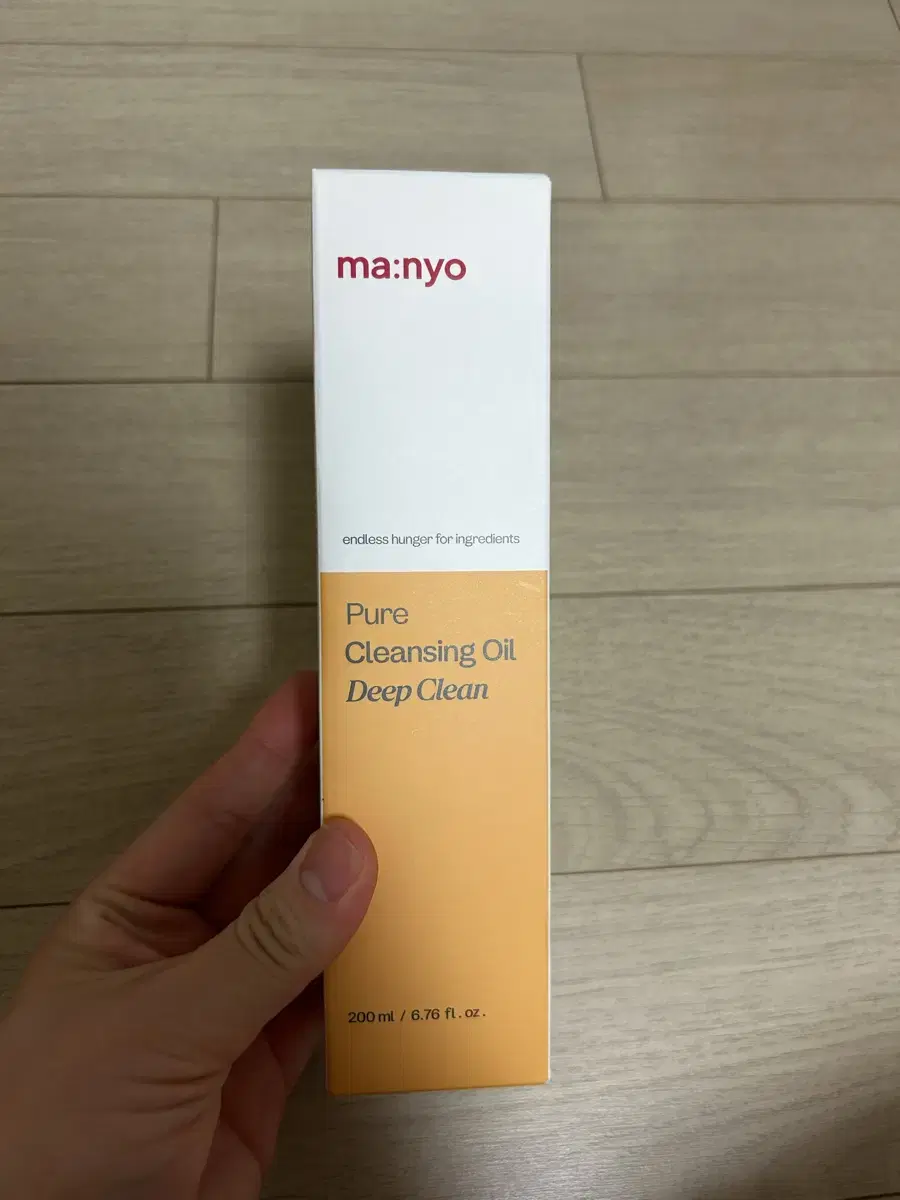 ma:nyo
endless hunger for ingredients
Pure
Cleansing Oil
Deep Clean
200 ml / 6.76 fl. oz.